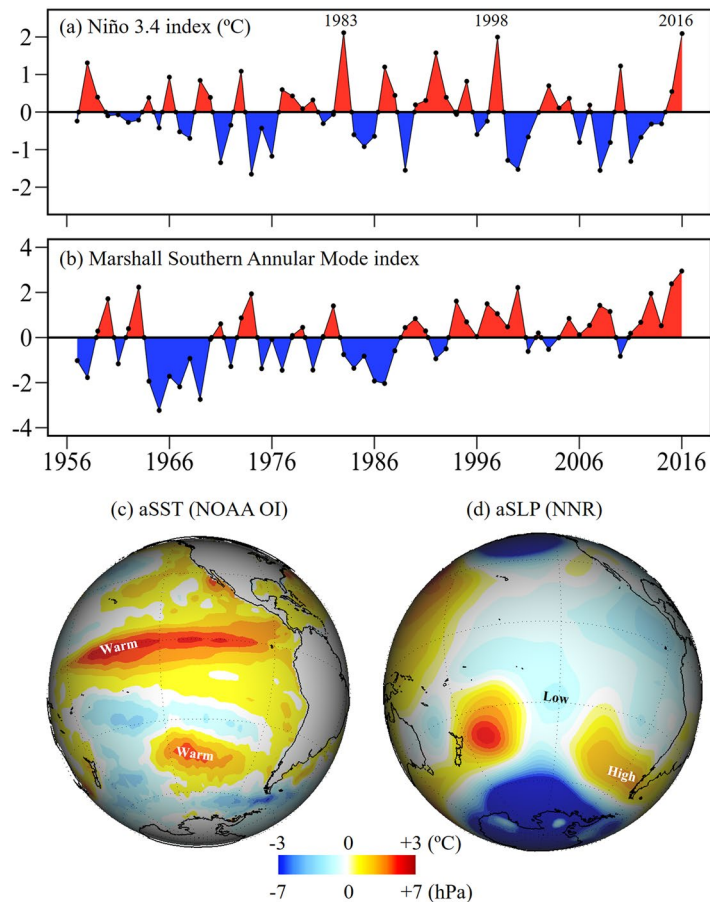 (a) Niño 3.4 index (ºC)
1983
1998
2016
2
1
0
-1
-2
(b) Marshall Southern Annular Mode index
4
2
0
-2
-4
1956 1966 1976 1986 1996 2006 2016
(c) aSST (NOAA OI)
(d) aSLP (NNR)
Warm
Warm
Low
High
-3 0 +3 (ºC)
-7 0 +7 (hPa)